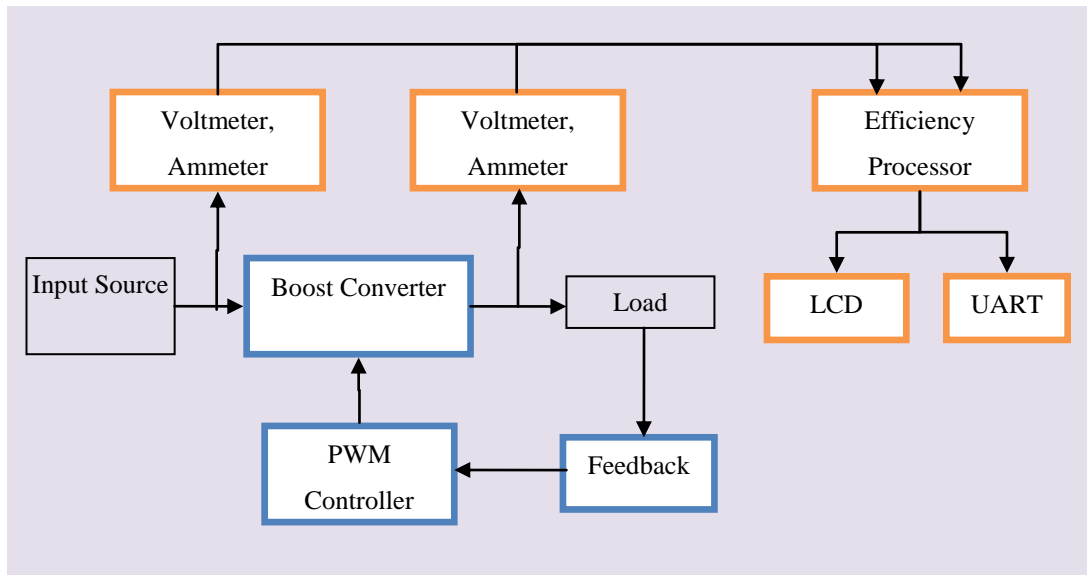 Voltmeter,
Ammeter
Voltmeter,
Ammeter
Efficiency
Processor
Input Source
Boost Converter
Load
LCD
UART
PWM
Controller
Feedback